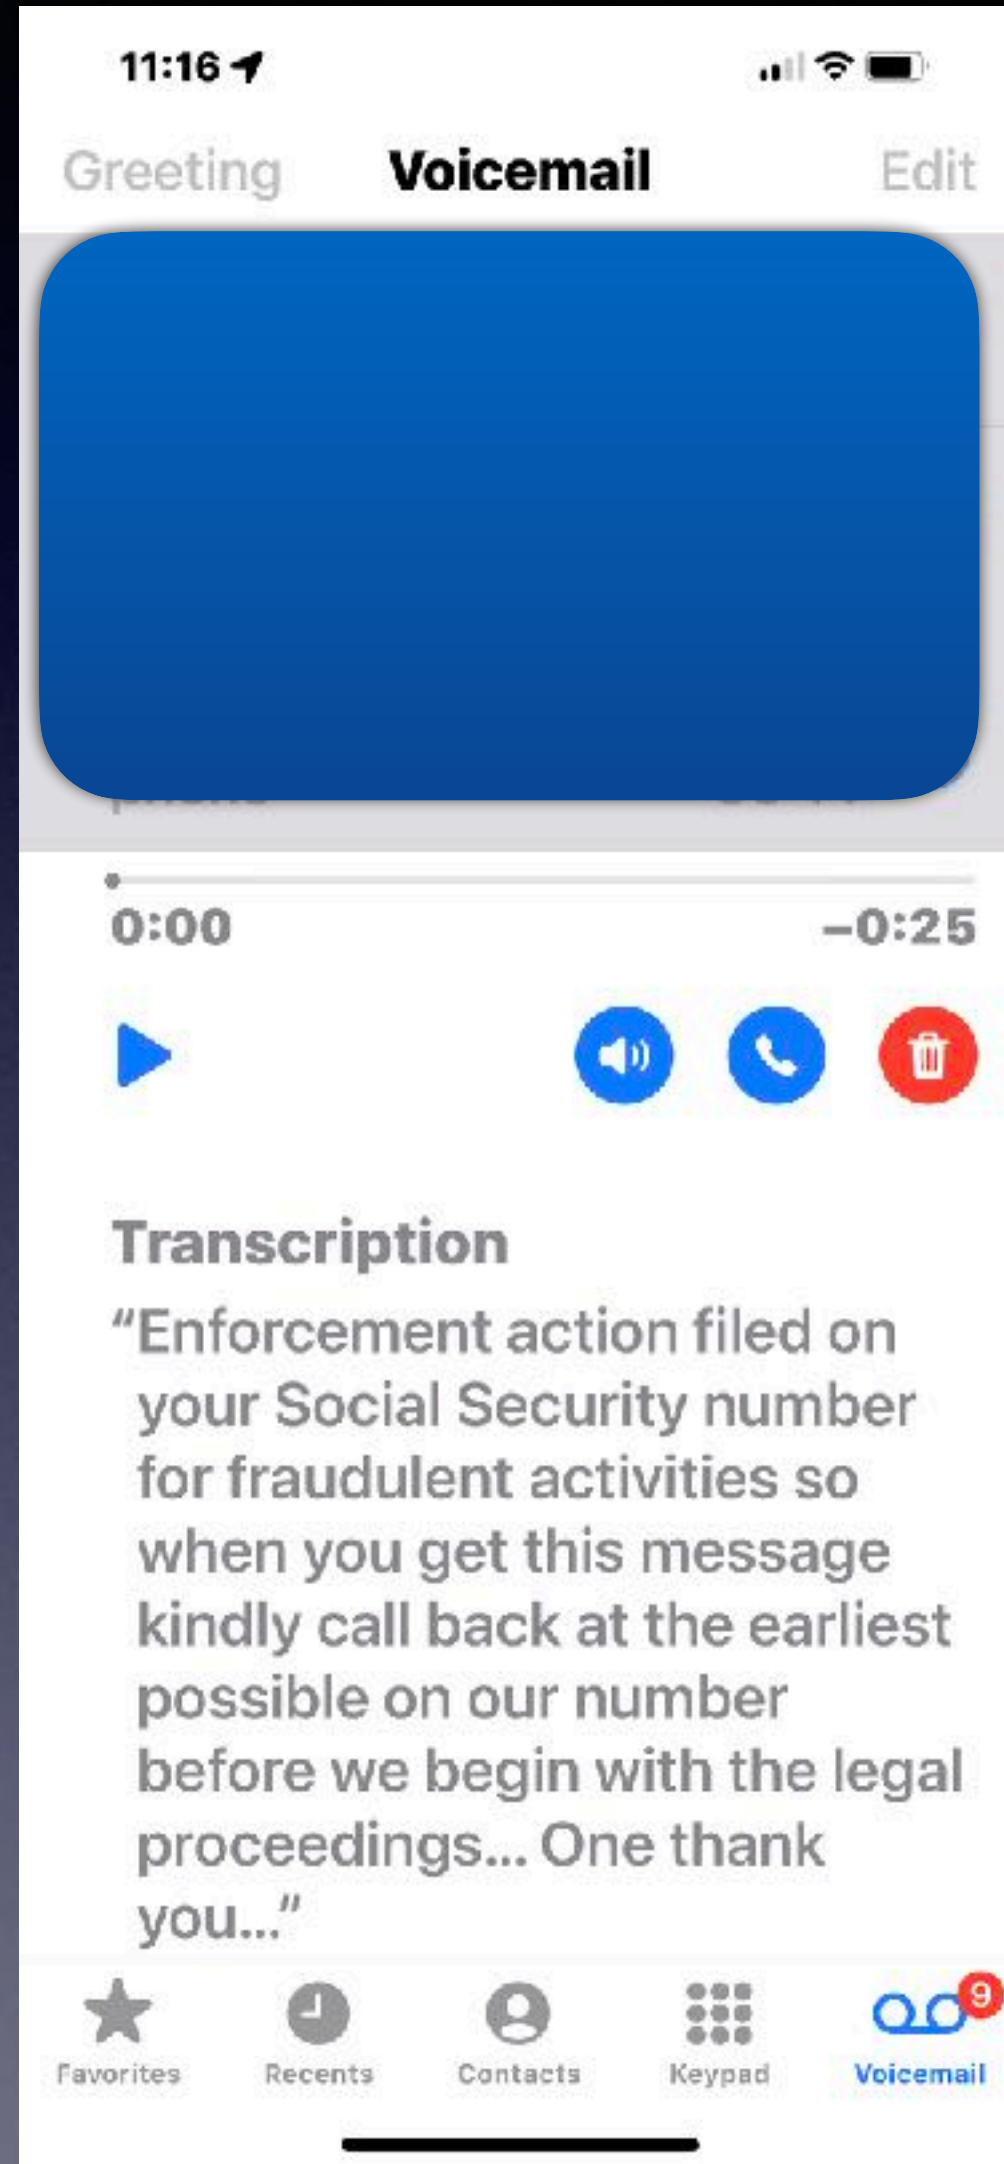 11:16
Greeting Voicemail Edit
0:00 -0:25
Transcription
“Enforcement action filed on
your Social Security number
for fraudulent activities so
when you get this message
kindly call back at the earliest
possible on our number
before we begin with the legal
proceedings... One thank
you...”
9
Favorites Recents Contacts Keypad Voicemail